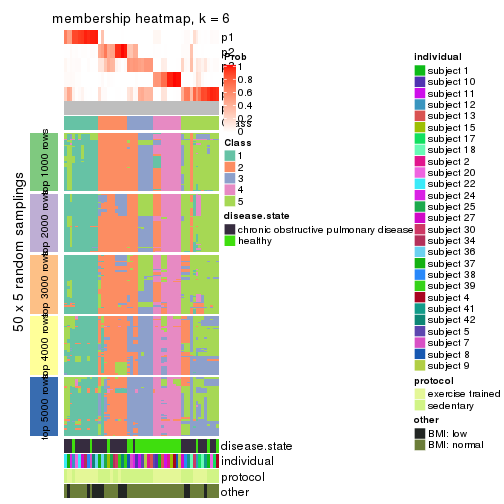 membership heatmap, k = 6
p1
p2
Prob
1
0.8
0.6
0.4
0.2
0
Class
1
2
3
4
5
disease.state
chronic obstructive pulmonary disease
healthy
50 x 5 random samplings
top 1000 rows
top 2000 rows
top 3000 rows
top 4000 rows
top 5000 rows
disease.state
individual
protocol
other
individual
subject 1
subject 10
subject 11
subject 12
subject 13
subject 15
subject 17
subject 18
subject 2
subject 20
subject 22
subject 24
subject 25
subject 27
subject 30
subject 34
subject 36
subject 37
subject 38
subject 39
subject 4
subject 41
subject 42
subject 5
subject 7
subject 8
subject 9
protocol
exercise trained
sedentary
other
BMI: low
BMI: normal